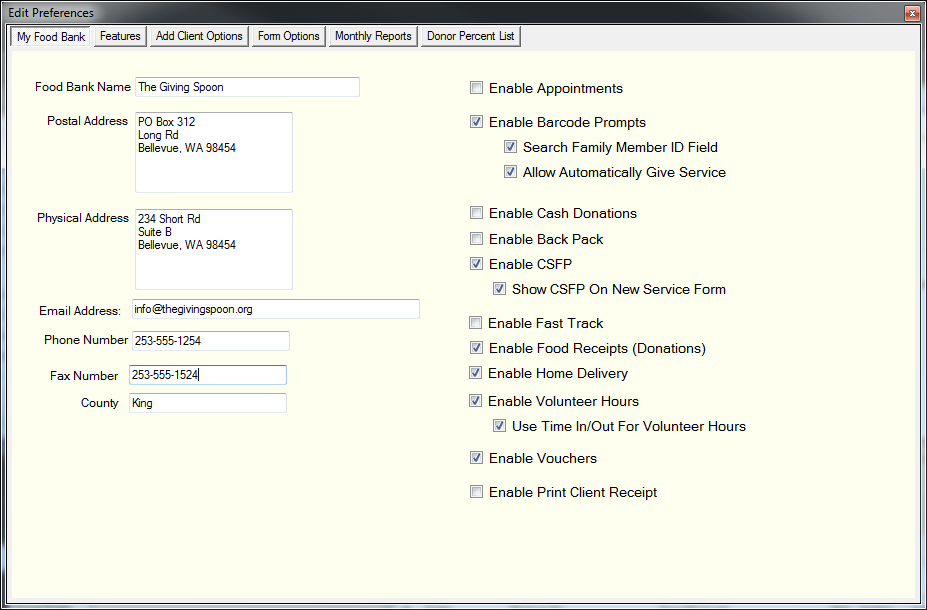 Edit Preferences
My Food Bank
Features
Add Client Options
Form Options
Monthly Reports
Donor Percent List
Food Bank Name
The Giving Spoon
Postal Address
PO Box 312
Long Rd
Bellevue, WA 98454
Physical Address
234 Short Rd
Suite B
Bellevue, WA 98454
Email Address:
info@thegivingspoon.org
Phone Number
253-555-1254
Fax Number
253-555-1524
County
King
Enable Appointments
Enable Barcode Prompts
Search Family Member ID Field
Allow Automatically Give Service
Enable Cash Donations
Enable Back Pack
Enable CSFP
Show CSFP On New Service Form
Enable Fast Track
Enable Food Receipts (Donations)
Enable Home Delivery
Enable Volunteer Hours
Use Time In/Out For Volunteer Hours
Enable Vouchers
Enable Print Client Receipt